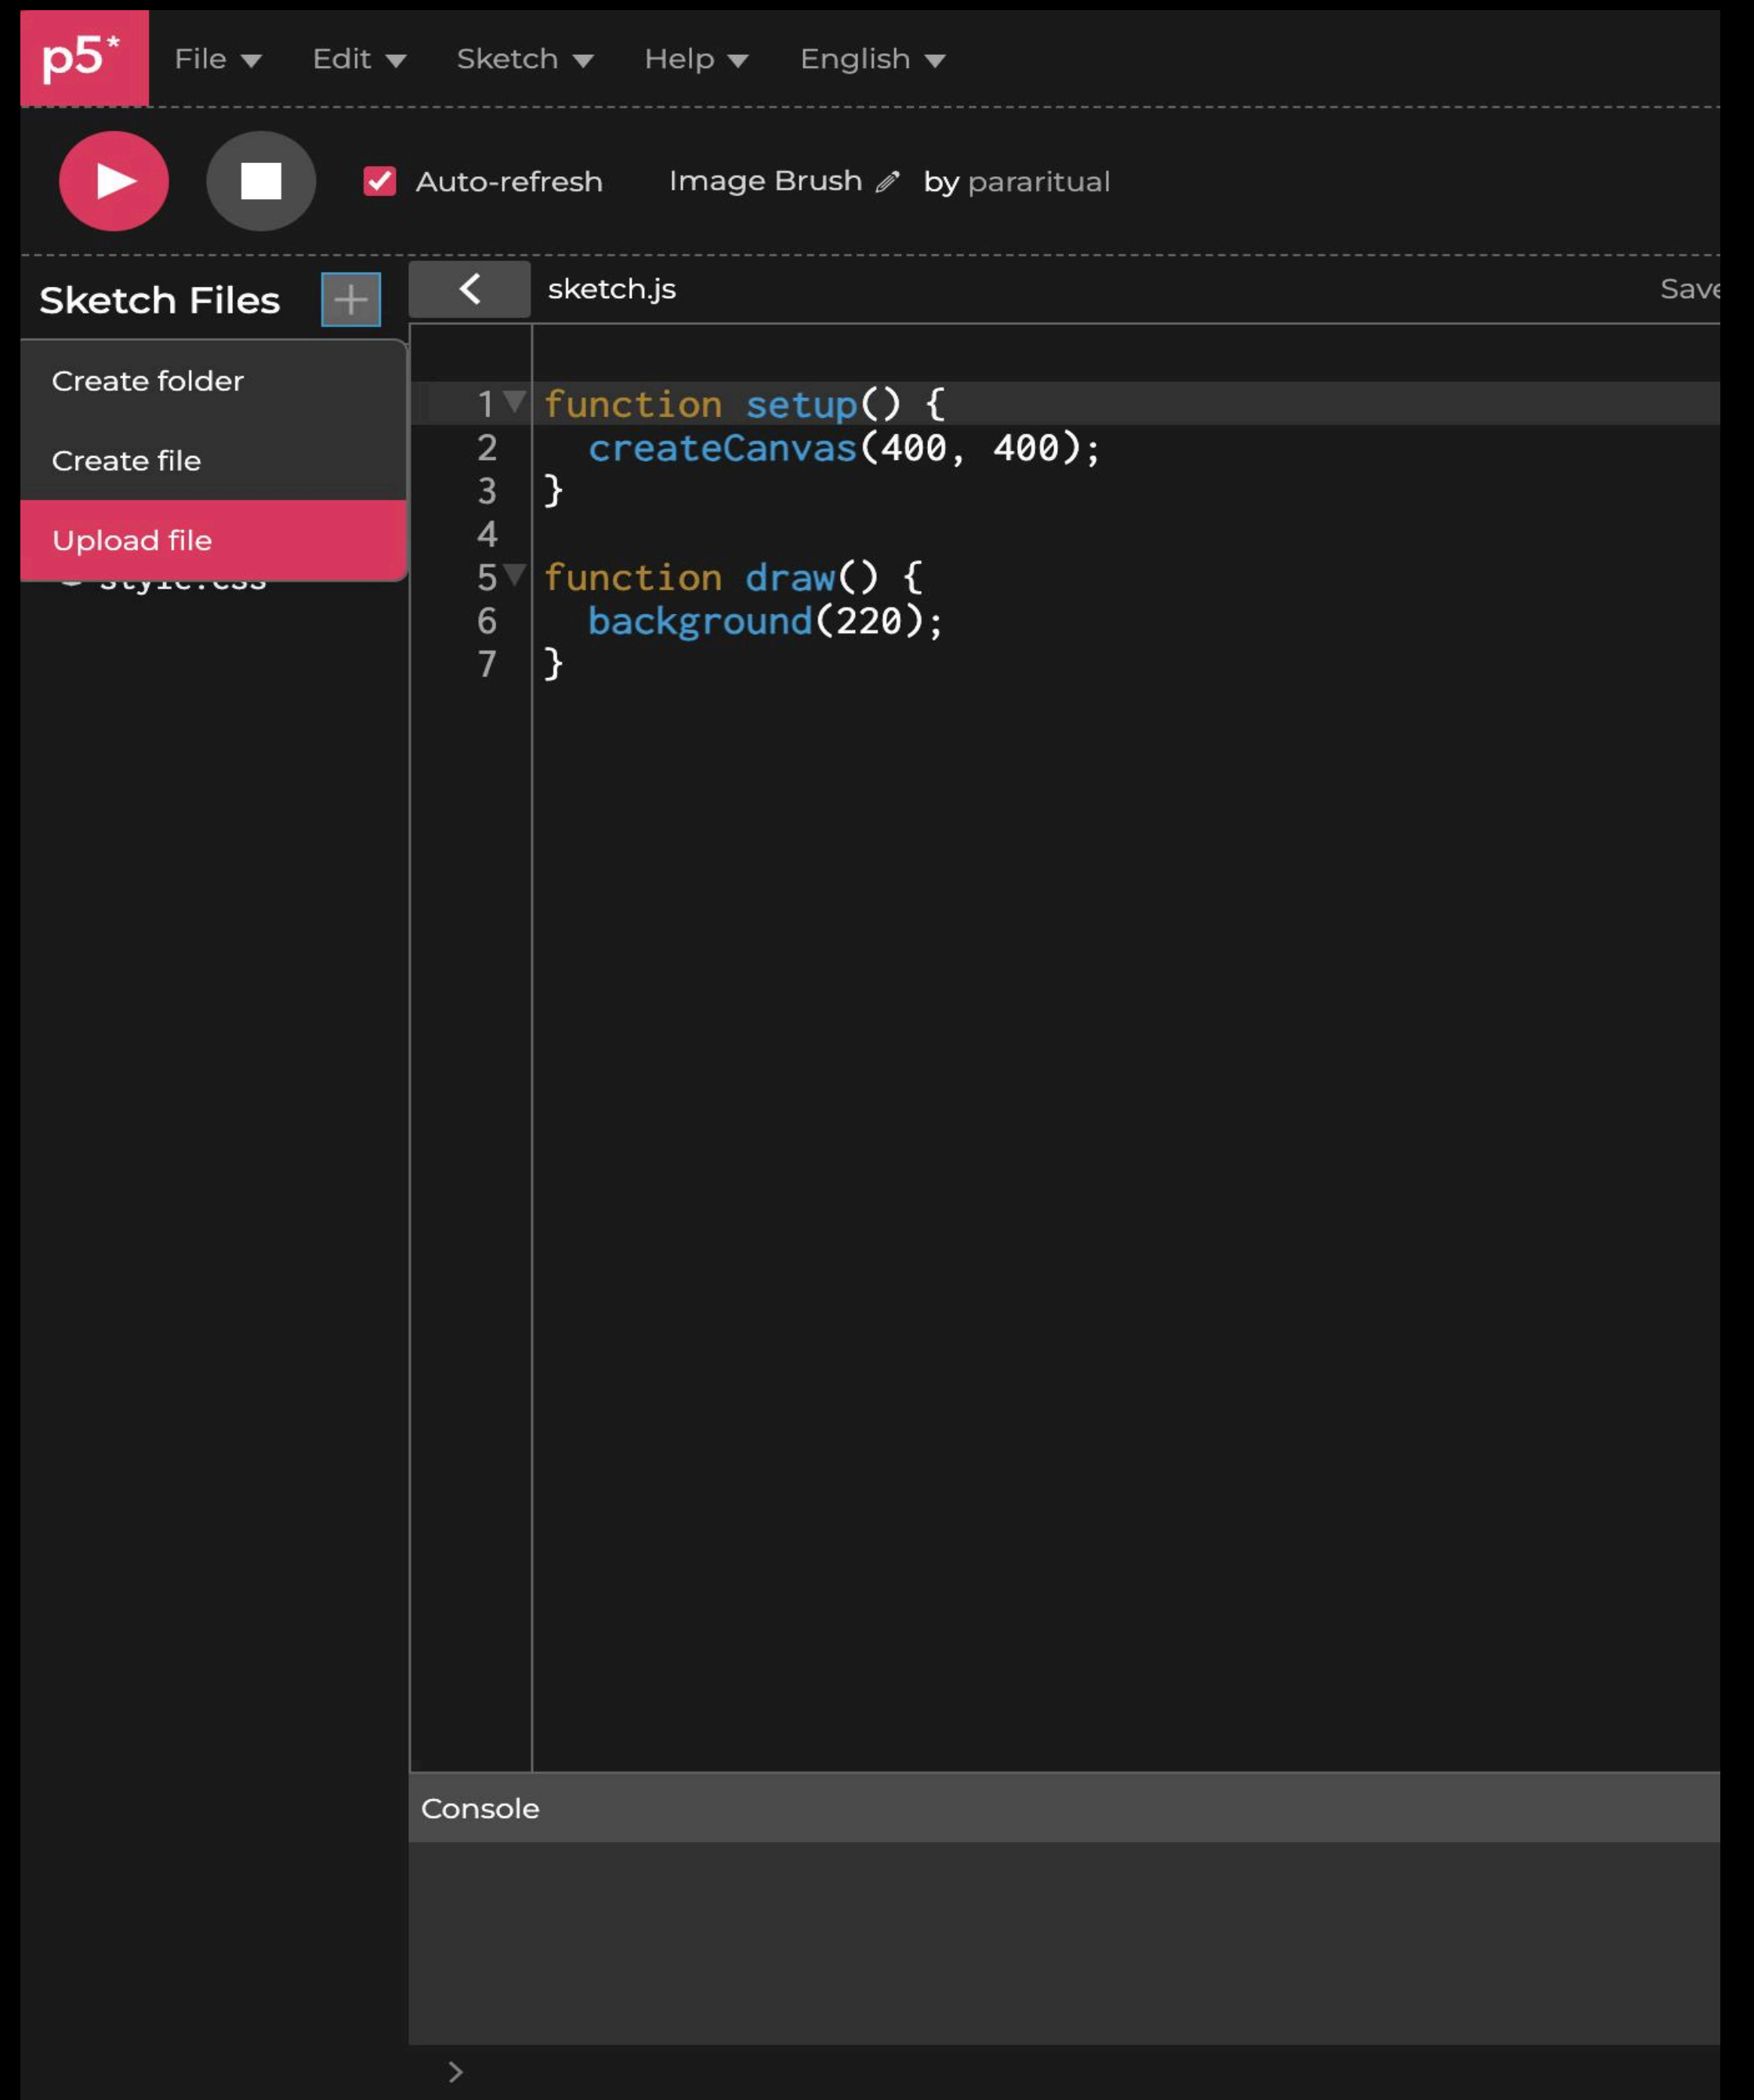 p5* File Edit Sketch Help English
Auto-refresh Image Brush by pararitual
Sketch Files
sketch.js
Create folder
Create file
Upload file
style.css
1 function setup() {
2 createCanvas(400, 400);
3 }
4
5 function draw() {
6 background(220);
7 }
Console
>